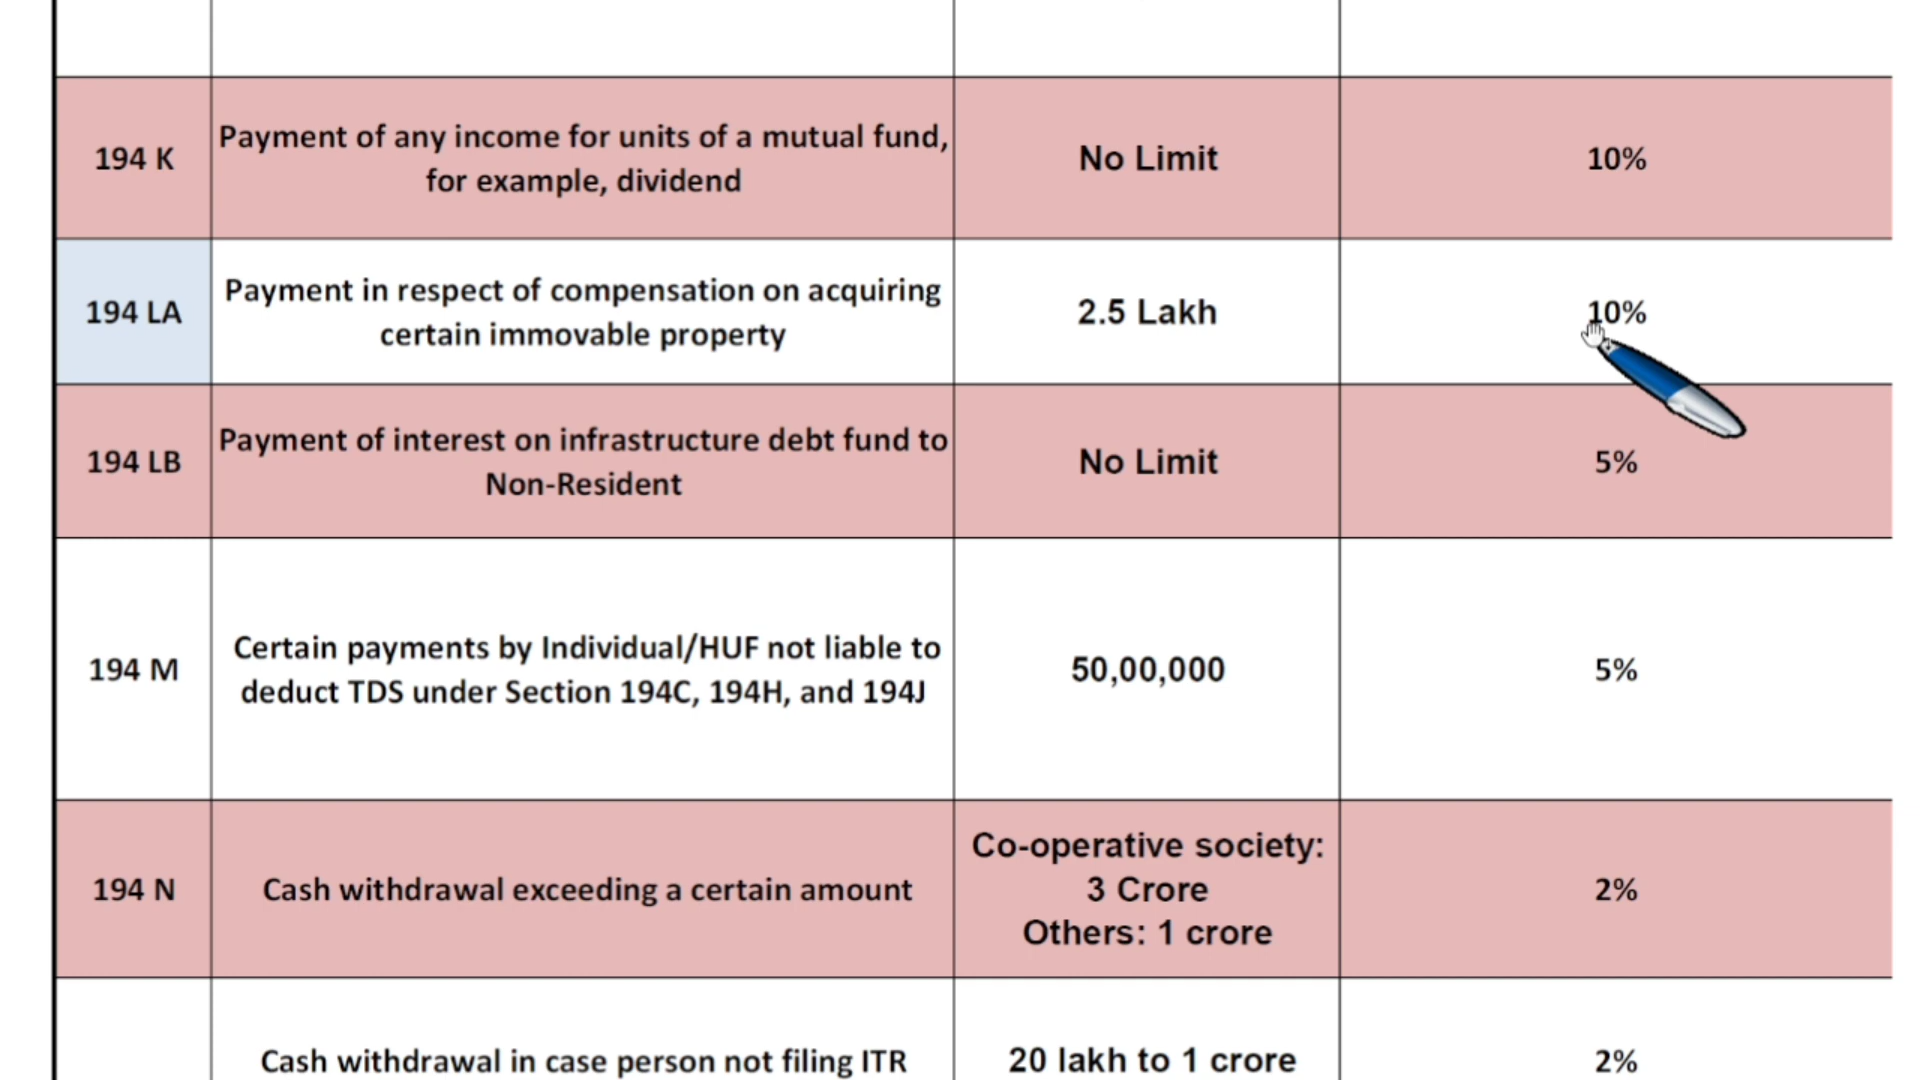 194 K
Payment of any income for units of a mutual fund,
for example, dividend
No Limit
10%
194 LA
Payment in respect of compensation on acquiring
certain immovable property
2.5 Lakh
10%
194 LB
Payment of interest on infrastructure debt fund to
Non-Resident
No Limit
5%
194 M
Certain payments by Individual/HUF not liable to
deduct TDS under Section 194C, 194H, and 194J
50,00,000
5%
194 N
Cash withdrawal exceeding a certain amount
Co-operative society:
3 Crore
Others: 1 crore
2%
Cash withdrawal in case person not filing ITR
20 lakh to 1 crore
2%